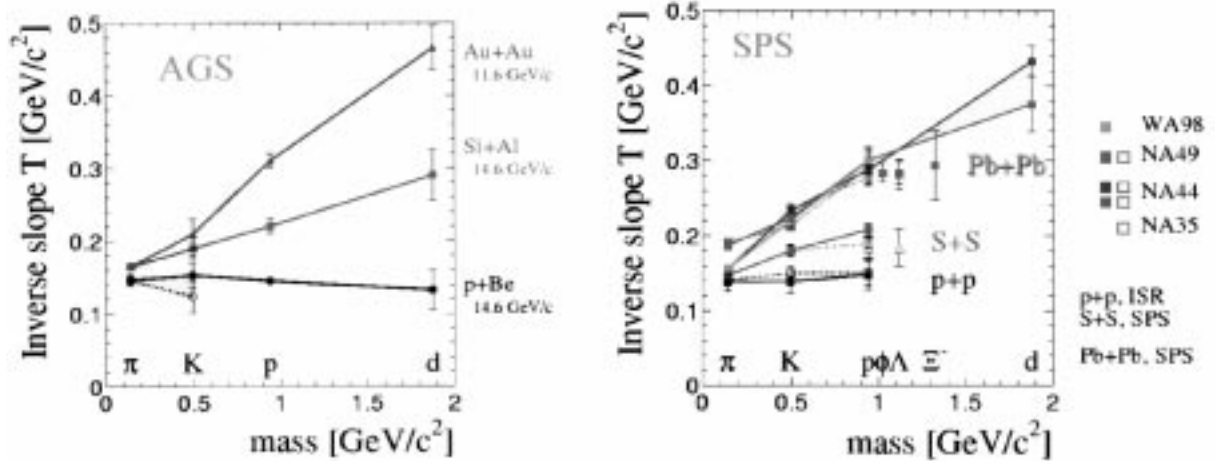 Inverse slope T [GeV/c²]
0.5
0.4
0.3
0.2
0.1
0
AGS
Au+Au
11.6 GeV/c
Si+Al
14.6 GeV/c
p+Be
14.6 GeV/c
π K p d
0 0.5 1 1.5 2
mass [GeV/c²]
Inverse slope T [GeV/c²]
0.5
0.4
0.3
0.2
0.1
0
SPS
Pb+Pb
S+S
p+p
π K pϕΛ Ξ⁻ d
0 0.5 1 1.5 2
mass [GeV/c²]
WA98
NA49
NA44
NA35
p+p, ISR
S+S, SPS
Pb+Pb, SPS